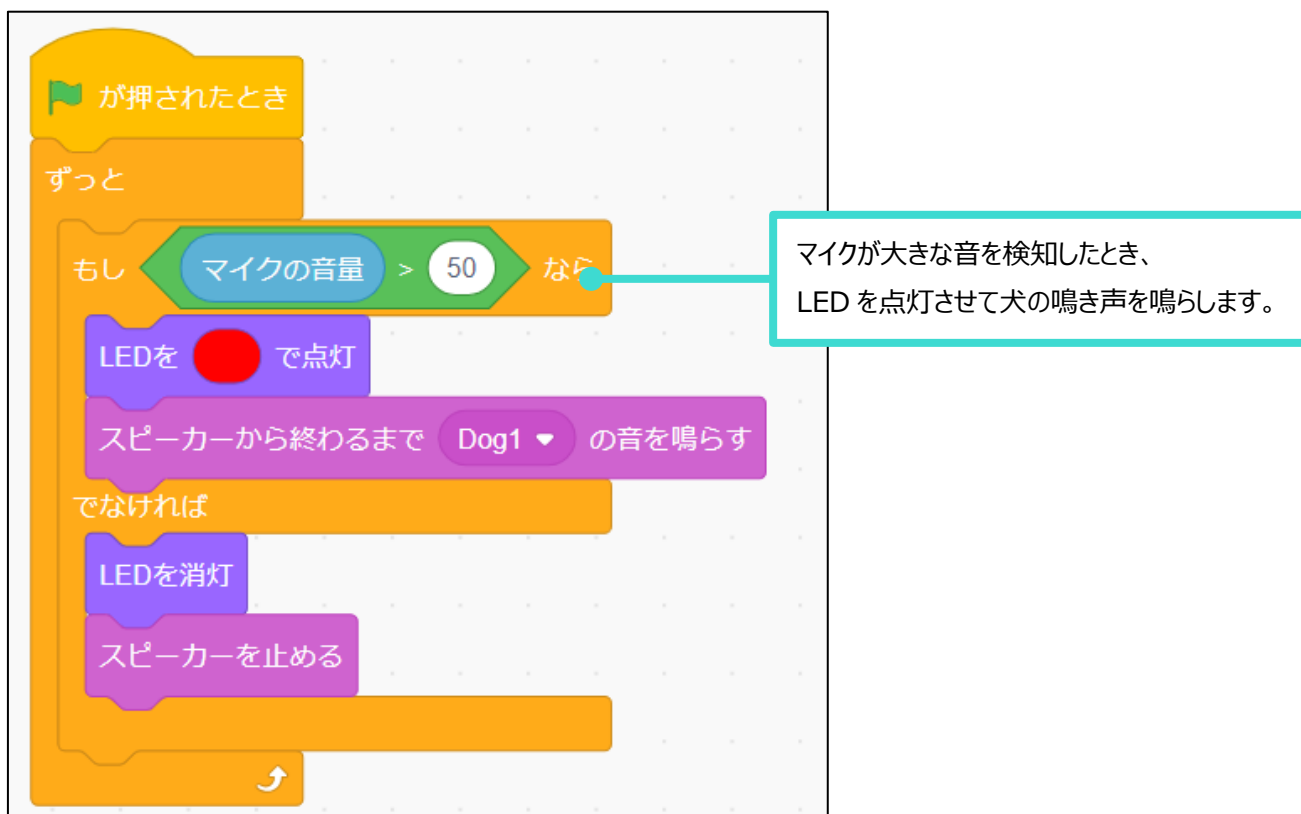 が押されたとき
ずっと
もし マイクの音量 > 50 なら
マイクが大きな音を検知したとき、
LED を点灯させて犬の鳴き声を鳴らします。
LEDを で点灯
スピーカーから終わるまで Dog1 の音を鳴らす
でなければ
LEDを消灯
スピーカーを止める